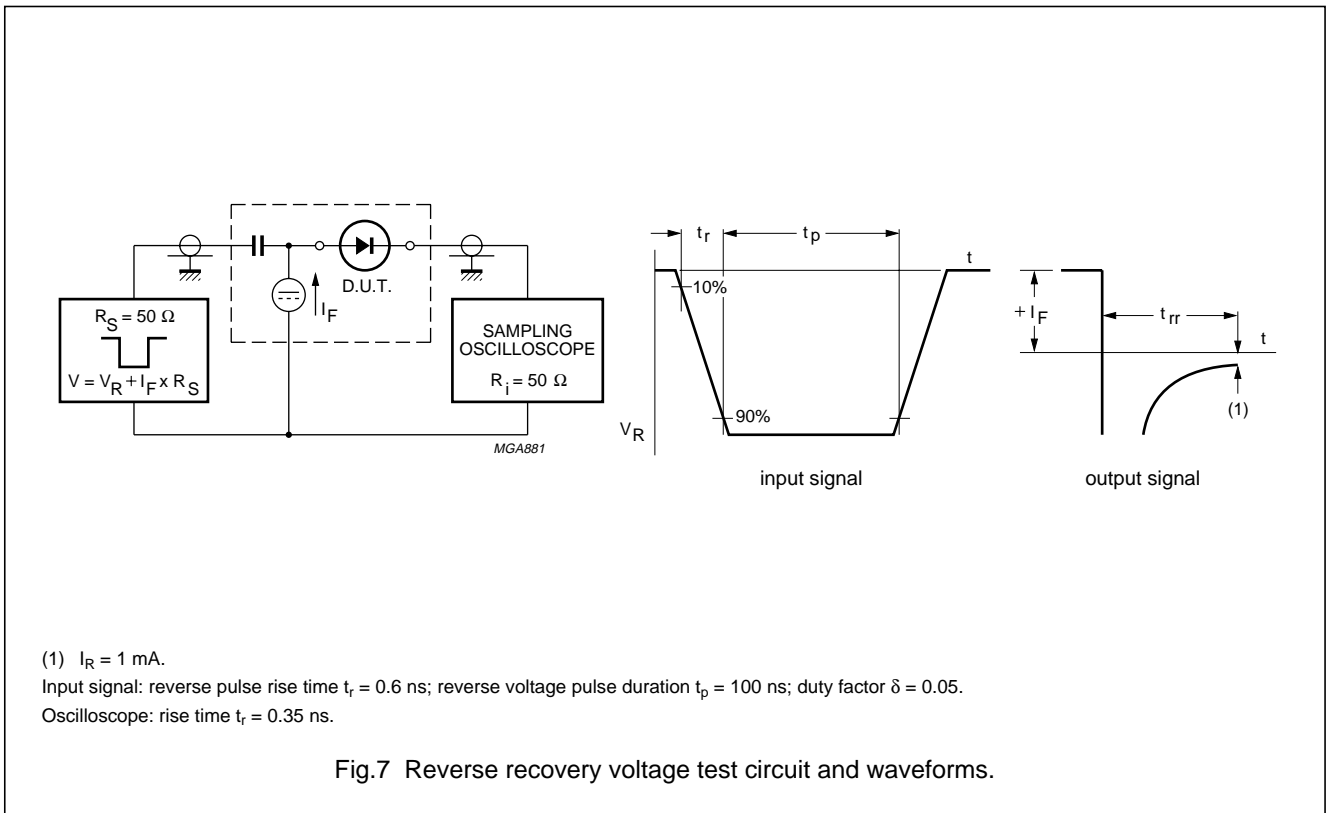 R_S = 50 Ω
V = V_R + I_F x R_S
I_F
D.U.T.
SAMPLING
OSCILLOSCOPE
R_i = 50 Ω
MGA881
t_r
t_p
t
10%
90%
V_R
input signal
+ I_F
t_rr
t
(1)
output signal
(1) I_R = 1 mA.
Input signal: reverse pulse rise time t_r = 0.6 ns; reverse voltage pulse duration t_p = 100 ns; duty factor δ = 0.05.
Oscilloscope: rise time t_r = 0.35 ns.
Fig.7 Reverse recovery voltage test circuit and waveforms.